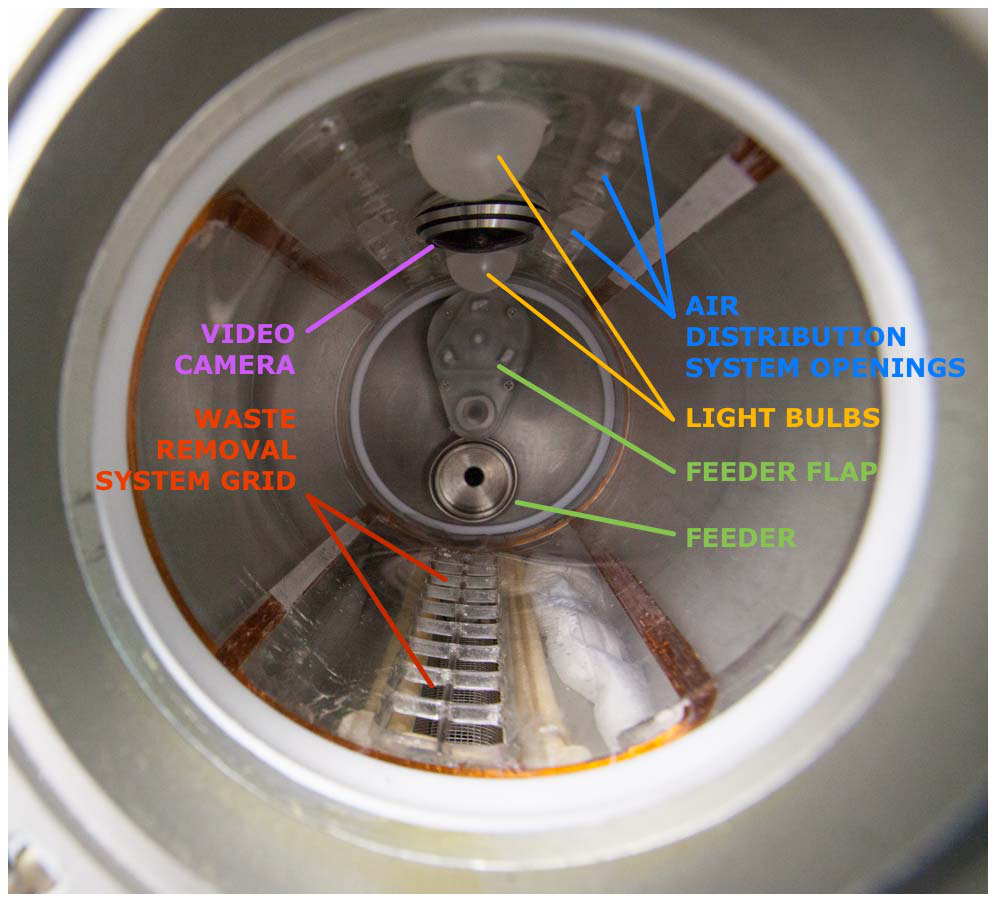 VIDEO
CAMERA
WASTE
REMOVAL
SYSTEM GRID
AIR
DISTRIBUTION
SYSTEM OPENINGS
LIGHT BULBS
FEEDER FLAP
FEEDER